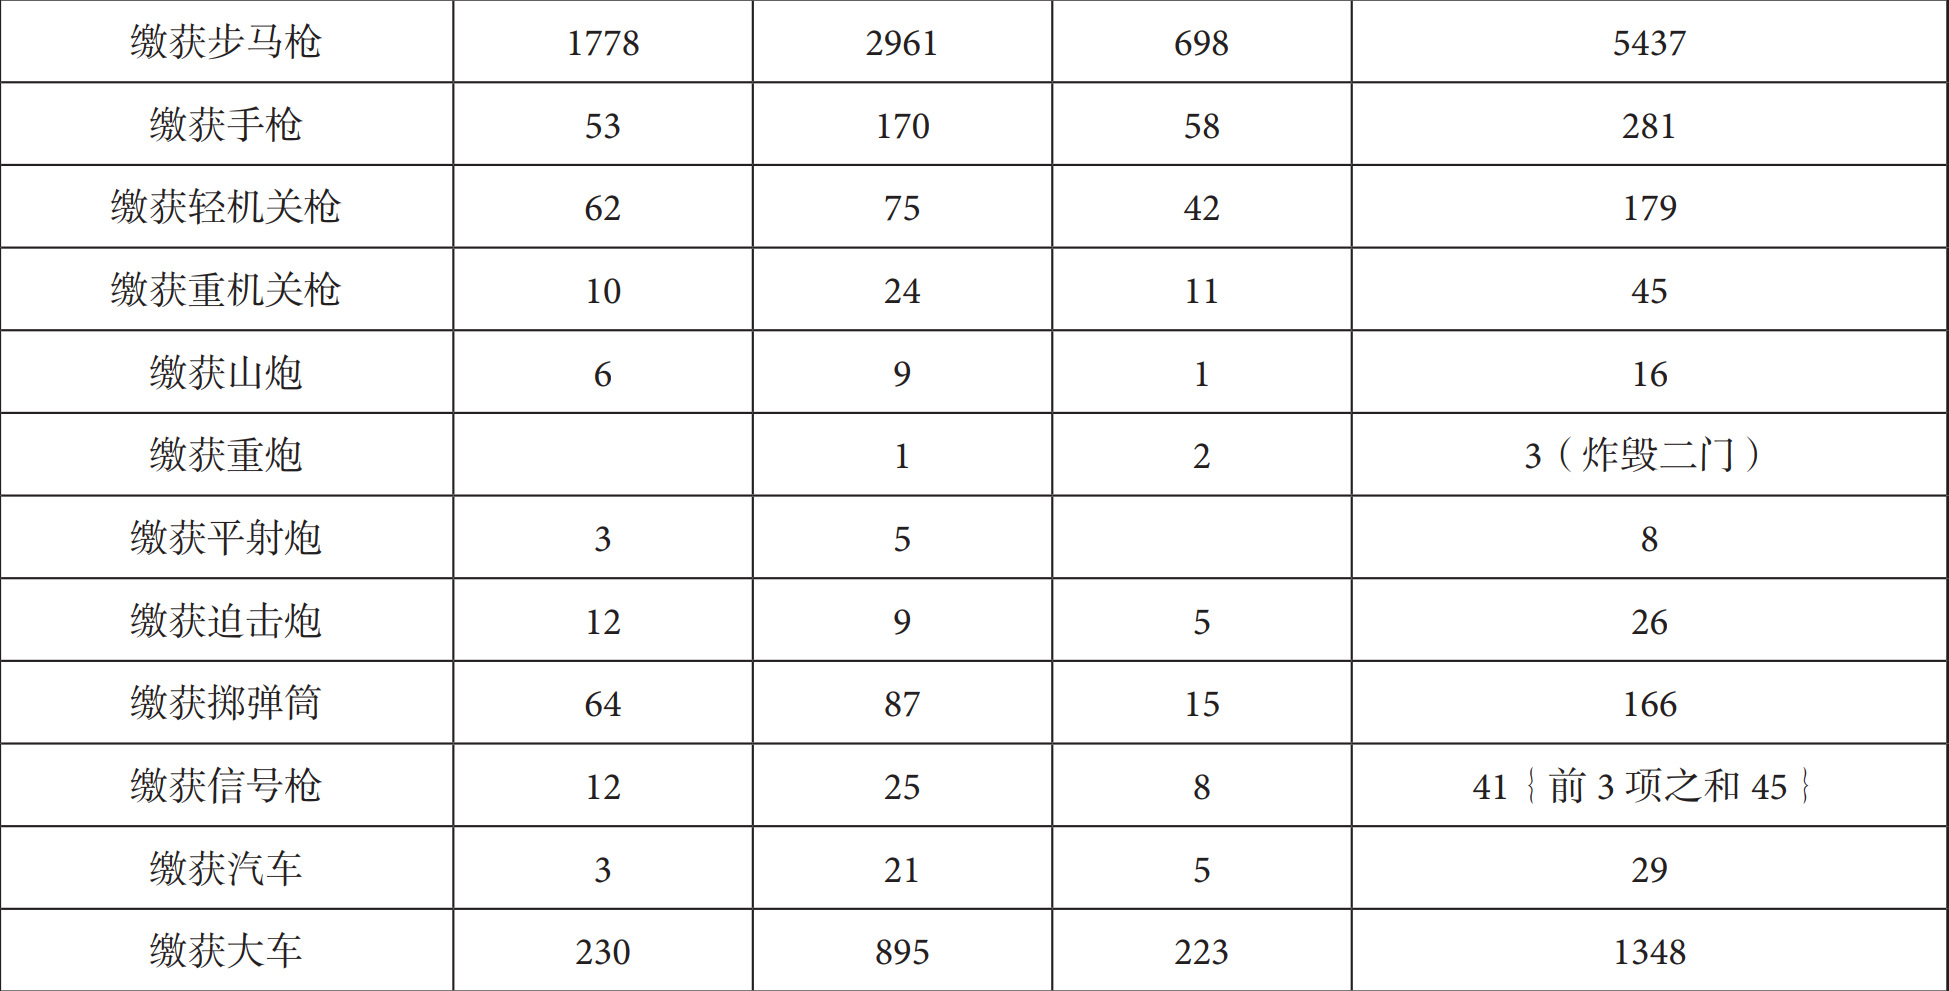 缴获步马枪 1778 2961 698 5437
缴获手枪 53 170 58 281
缴获轻机关枪 62 75 42 179
缴获重机关枪 10 24 11 45
缴获山炮 6 9 1 16
缴获重炮 1 2 3（炸毁二门）
缴获平射炮 3 5 8
缴获迫击炮 12 9 5 26
缴获掷弹筒 64 87 15 166
缴获信号枪 12 25 8 41｛前 3 项之和 45｝
缴获汽车 3 21 5 29
缴获大车 230 895 223 1348